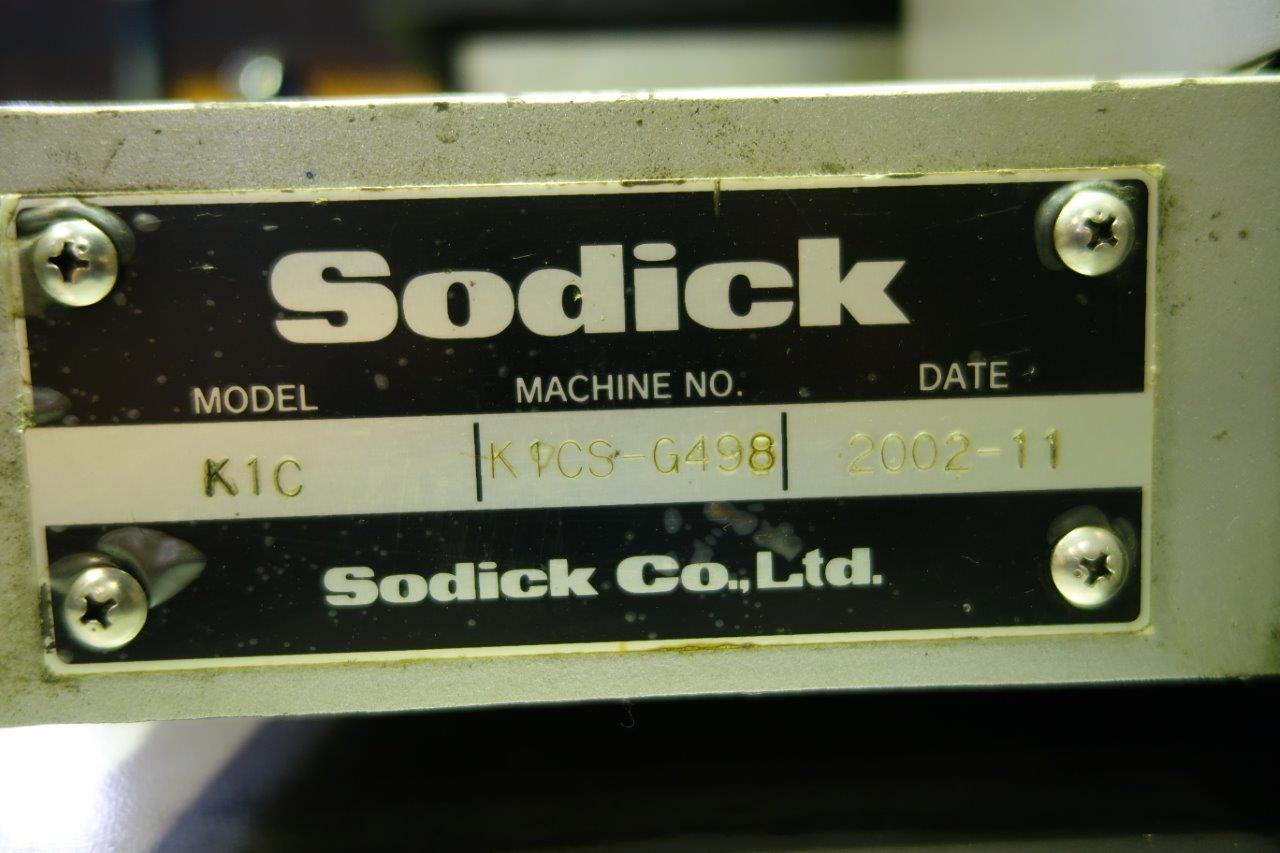 Sodick
MODEL MACHINE NO. DATE
K1C K1CS-G498 2002-11
Sodick Co.,Ltd.